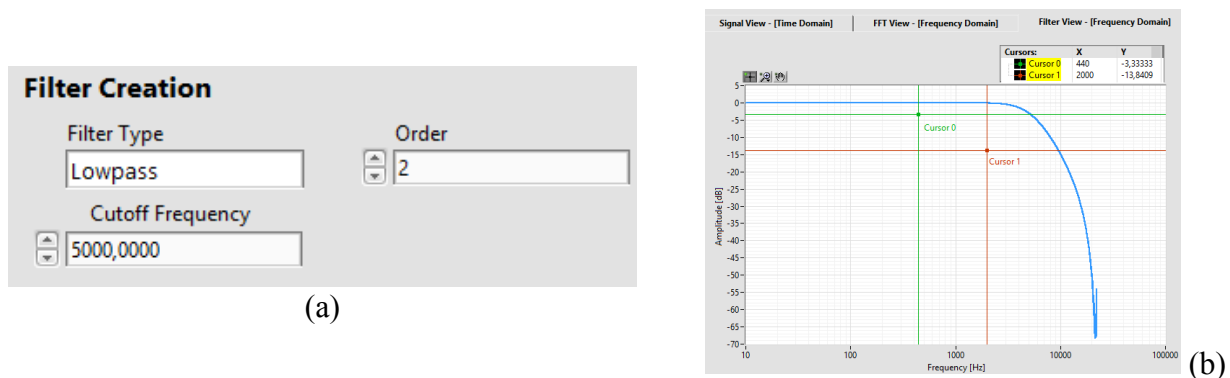 Filter Creation
Filter Type
Order
Lowpass
2
Cutoff Frequency
5000,0000
(a)
Signal View - [Time Domain]
FFT View - [Frequency Domain]
Filter View - [Frequency Domain]
Cursors: X Y
Cursor 0 440 -3,33333
Cursor 1 2000 -13,8409
5
0
-5
-10
-15
-20
-25
-30
-35
-40
-45
-50
-55
-60
-65
-70
Amplitude [dB]
Cursor 0
Cursor 1
10 100 1000 10000 100000
Frequency [Hz]
(b)